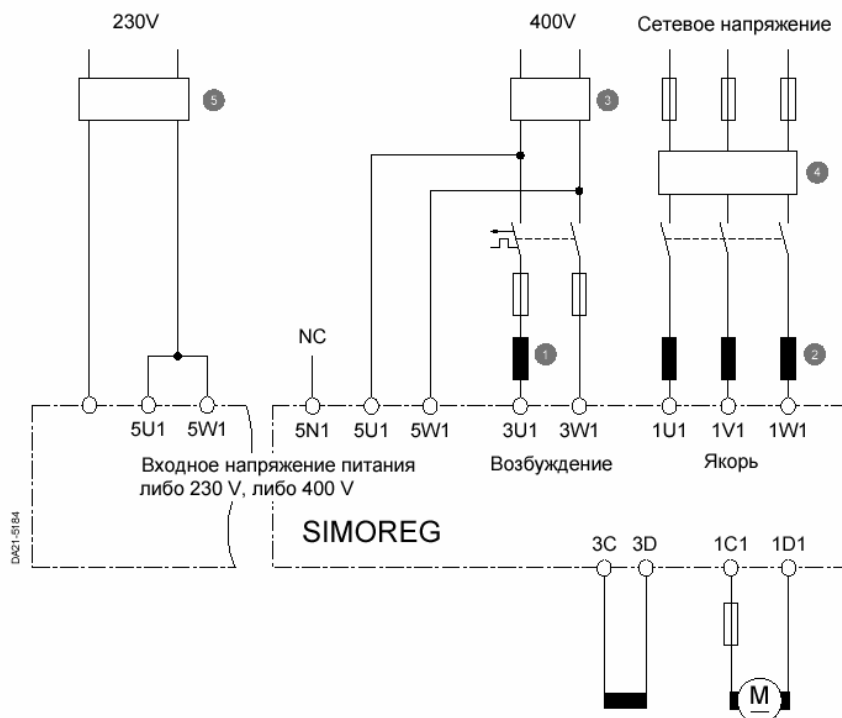 230V
400V
Сетевое напряжение
5
3
4
NC
1
2
5U1
5W1
5N1
5U1
5W1
3U1
3W1
1U1
1V1
1W1
Входное напряжение питания
либо 230 V, либо 400 V
Возбуждение
Якорь
DA21-5184
SIMOREG
3C
3D
1C1
1D1
M